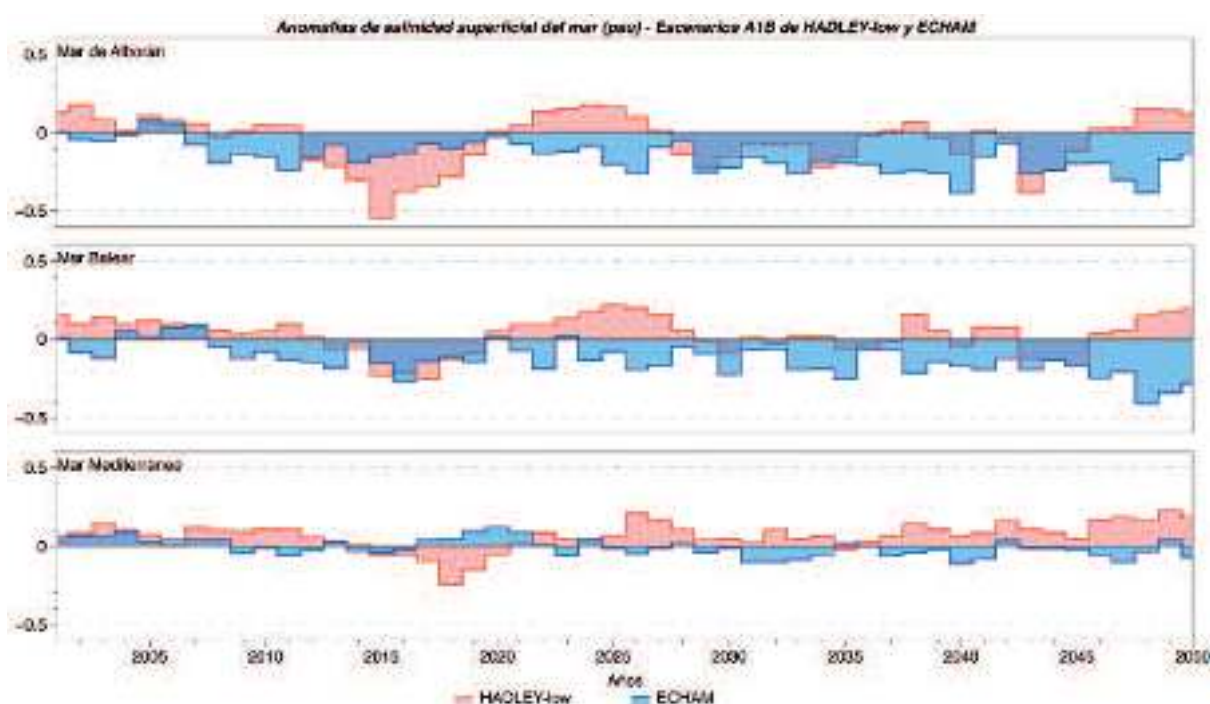 Anomalías de salinidad superficial del mar (psu) - Escenarios A1B de HADLEY-low y ECHAM
0.5
Mar de Alborán
0
-0.5
0.5
Mar Balear
0
-0.5
0.5
Mar Mediterráneo
0
-0.5
2005 2010 2015 2020 2025 2030 2035 2040 2045 2050
Años
HADLEY-low ECHAM